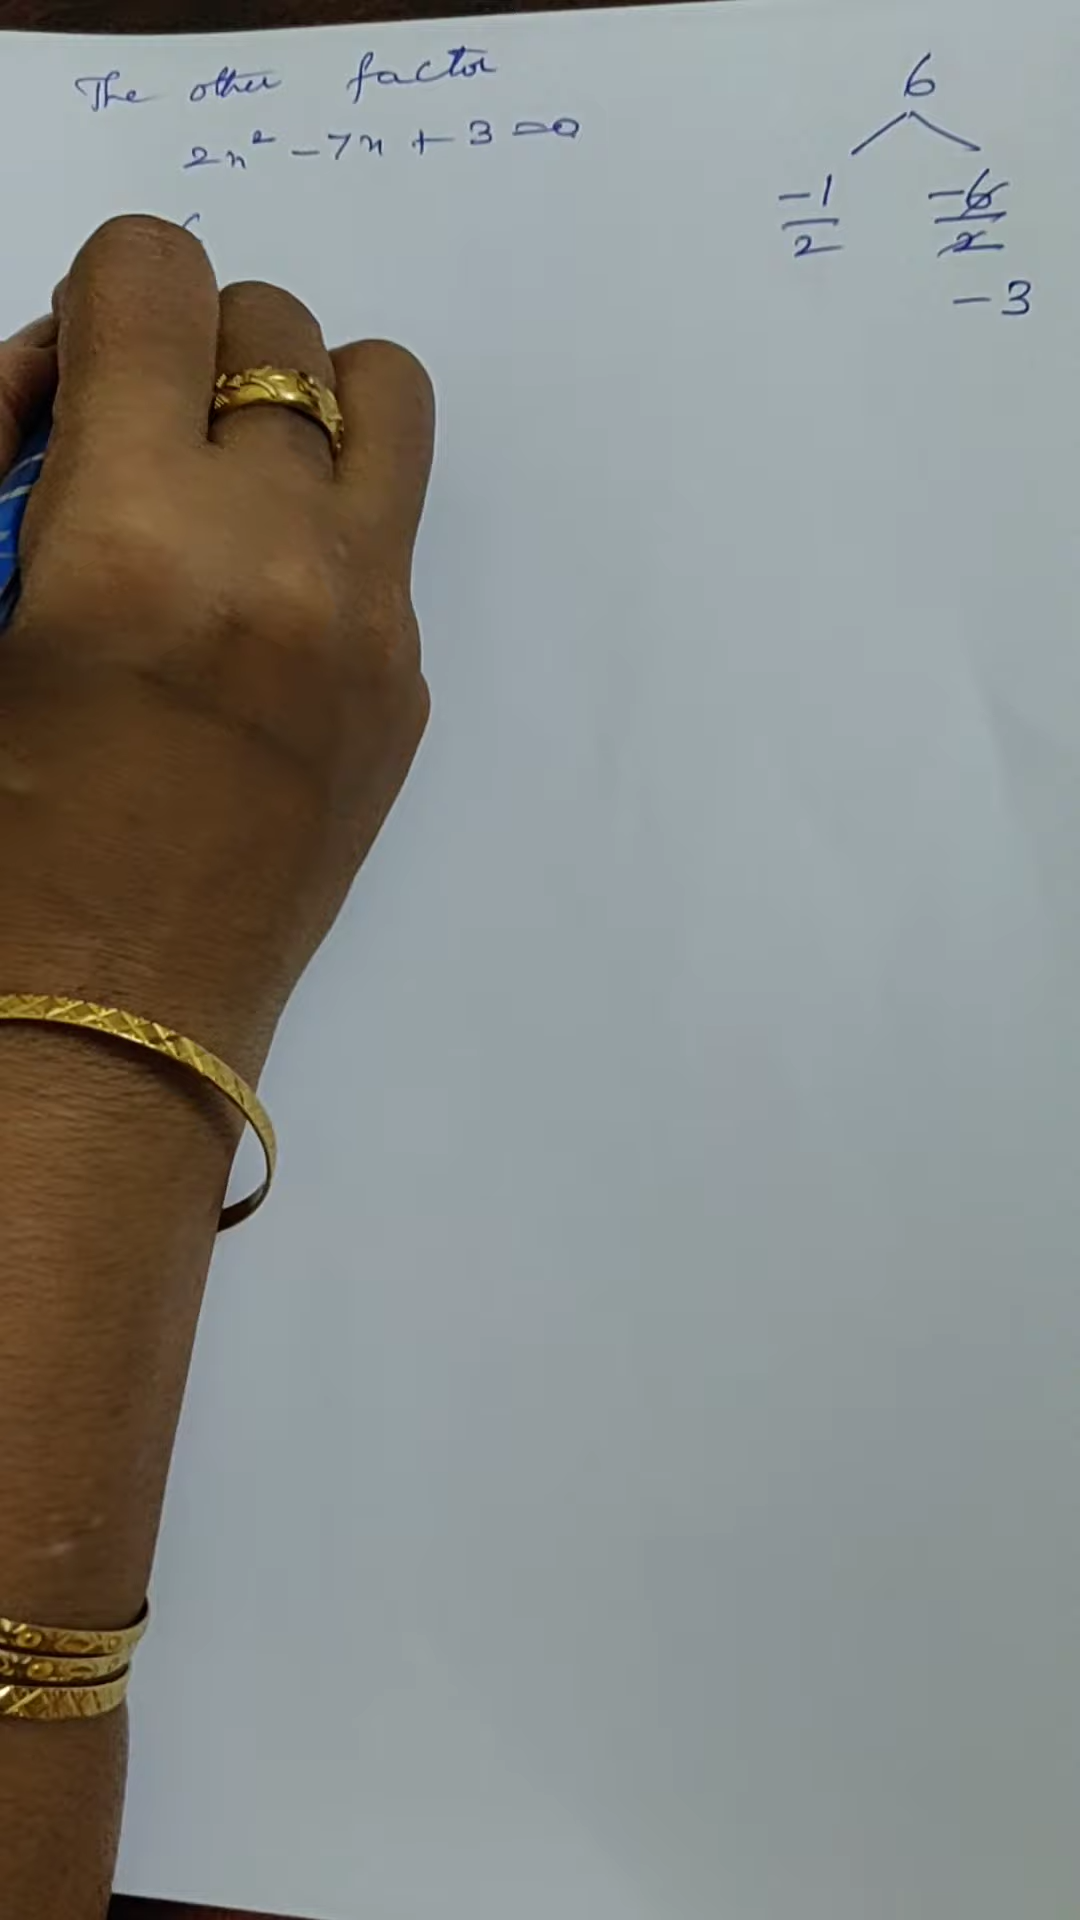 The other factor
2x² - 7x + 3 = 0
(
6
-1/2 -6/2
-3